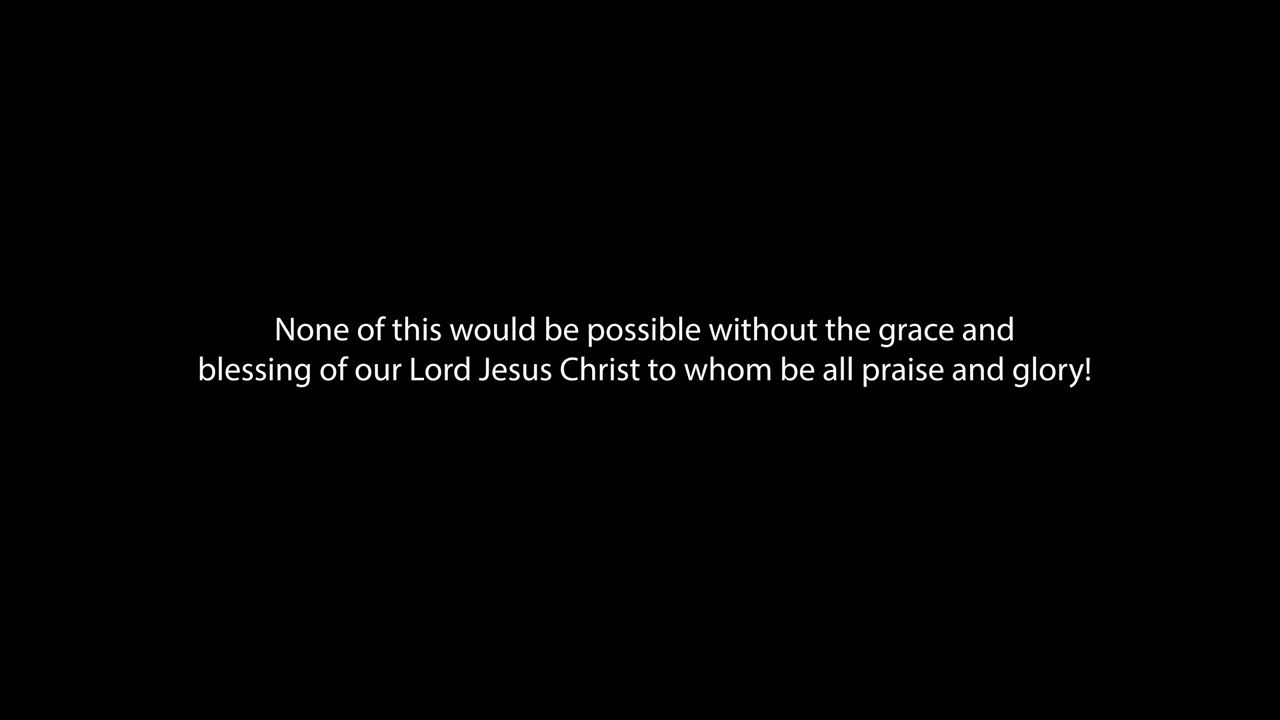 None of this would be possible without the grace and
blessing of our Lord Jesus Christ to whom be all praise and glory!